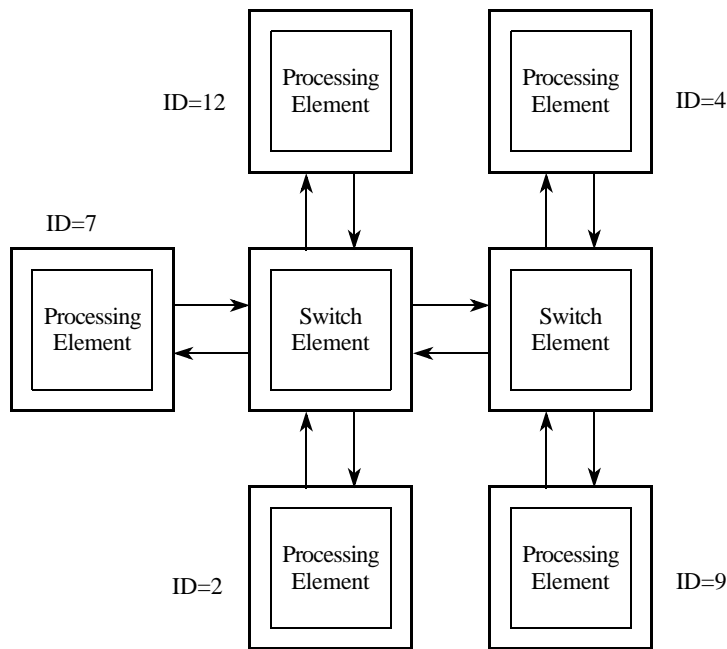 Processing
Element
ID=12
Processing
Element
ID=4
ID=7
Processing
Element
Switch
Element
Switch
Element
Processing
Element
ID=2
Processing
Element
ID=9